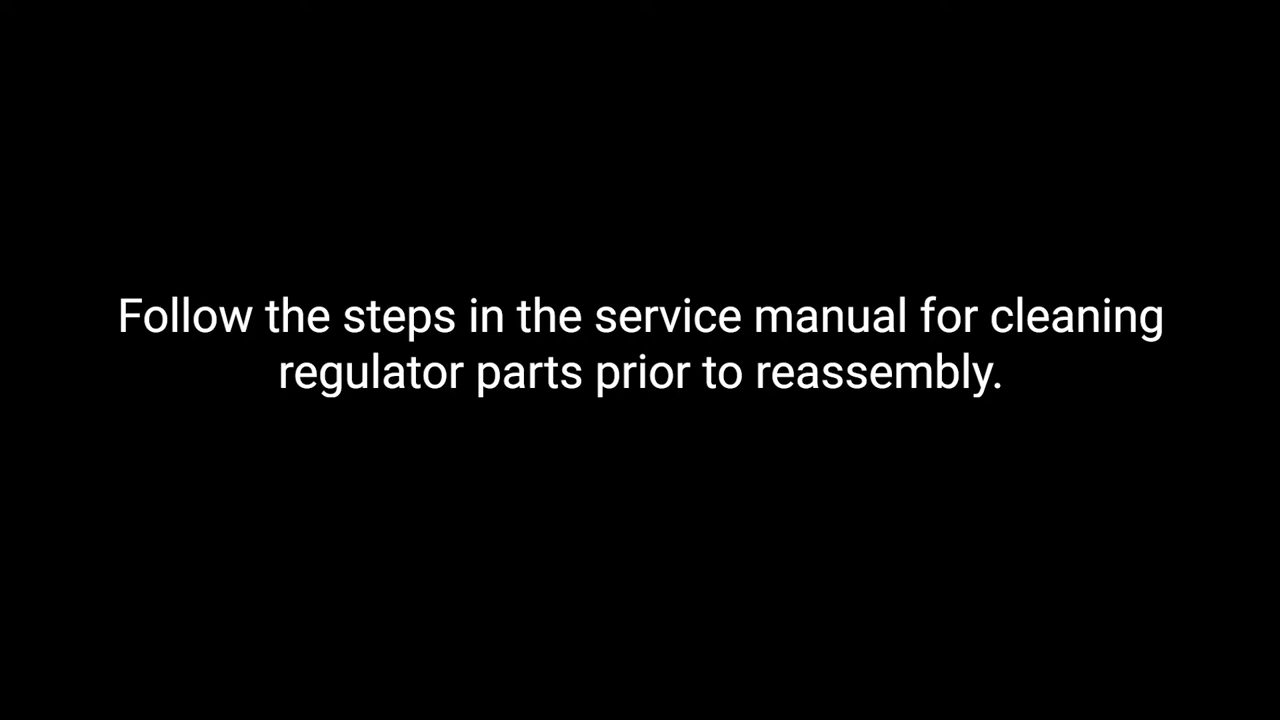 Follow the steps in the service manual for cleaning
regulator parts prior to reassembly.